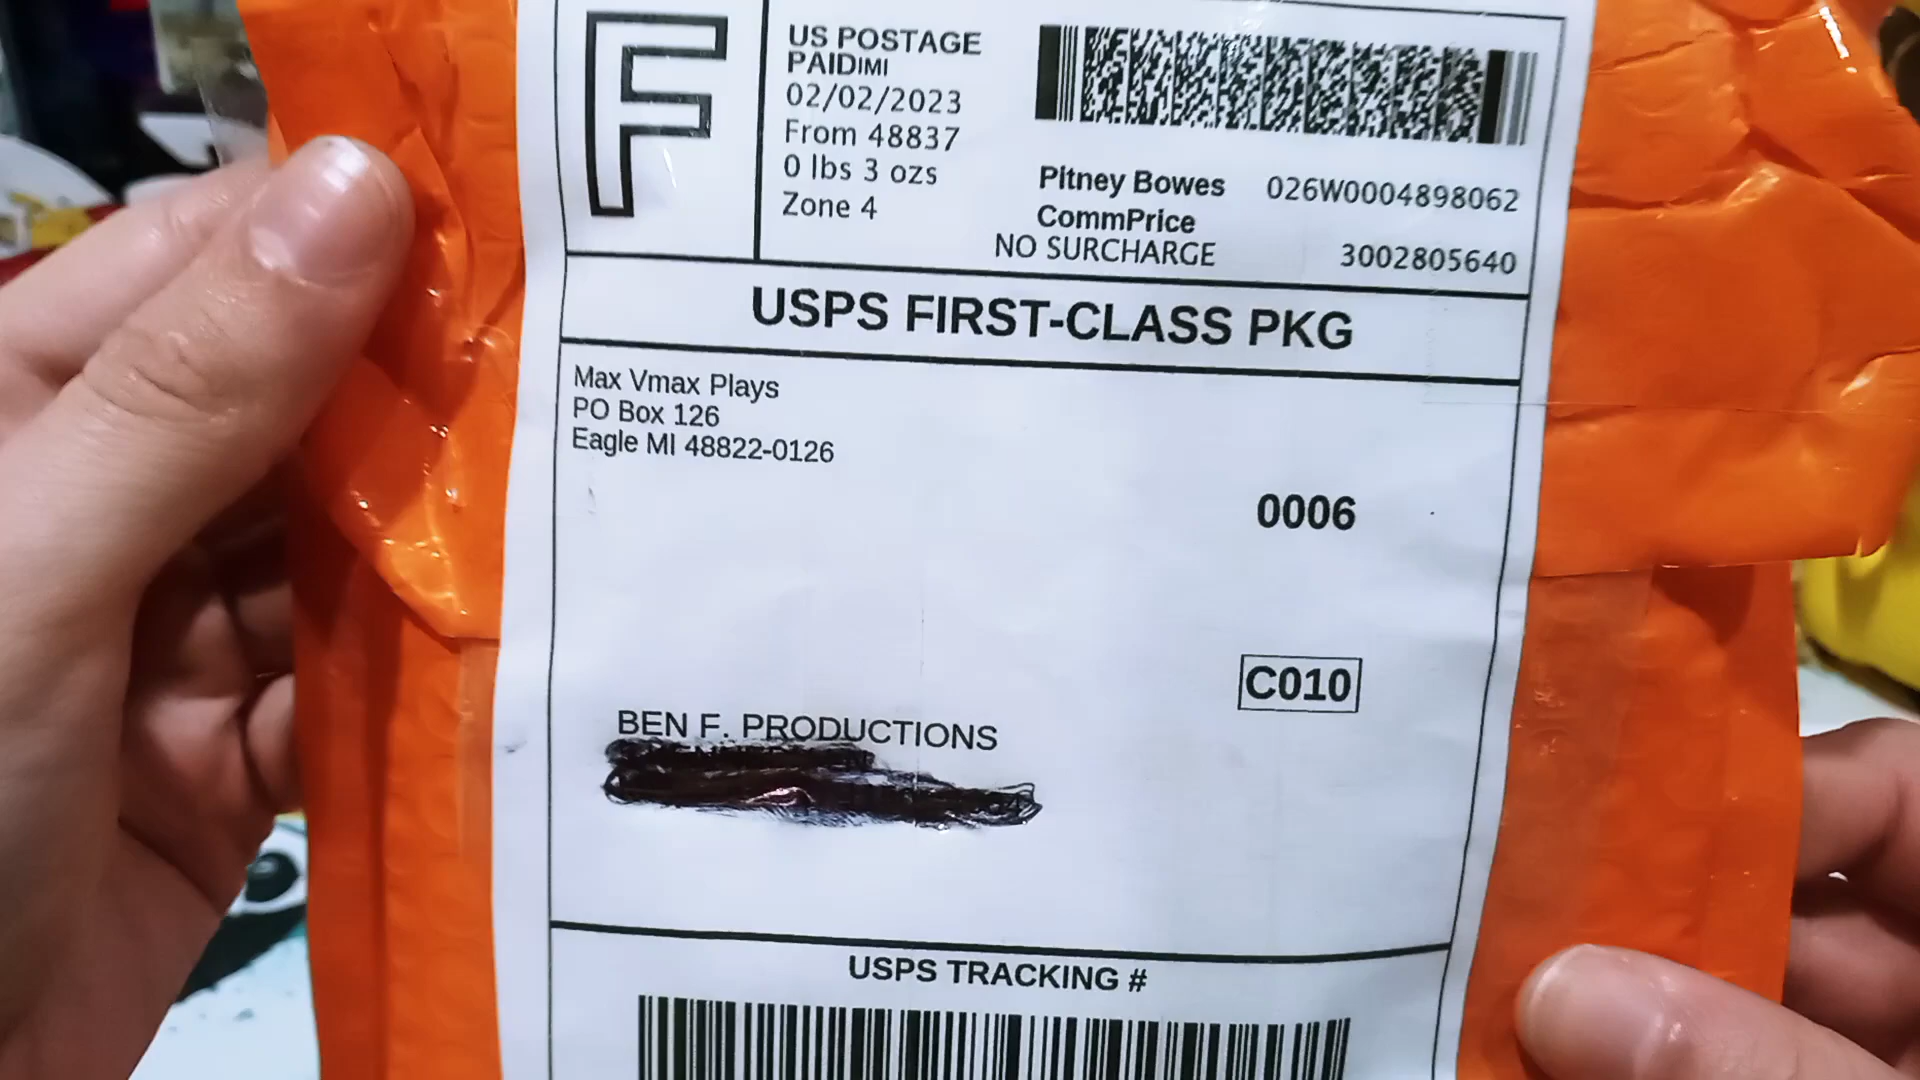 F
US POSTAGE
PAIDIMI
02/02/2023
From 48837
0 lbs 3 ozs
Zone 4
Pitney Bowes 026W0004898062
CommPrice
NO SURCHARGE 3002805640
USPS FIRST-CLASS PKG
Max Vmax Plays
PO Box 126
Eagle MI 48822-0126
0006
C010
BEN F. PRODUCTIONS
USPS TRACKING #